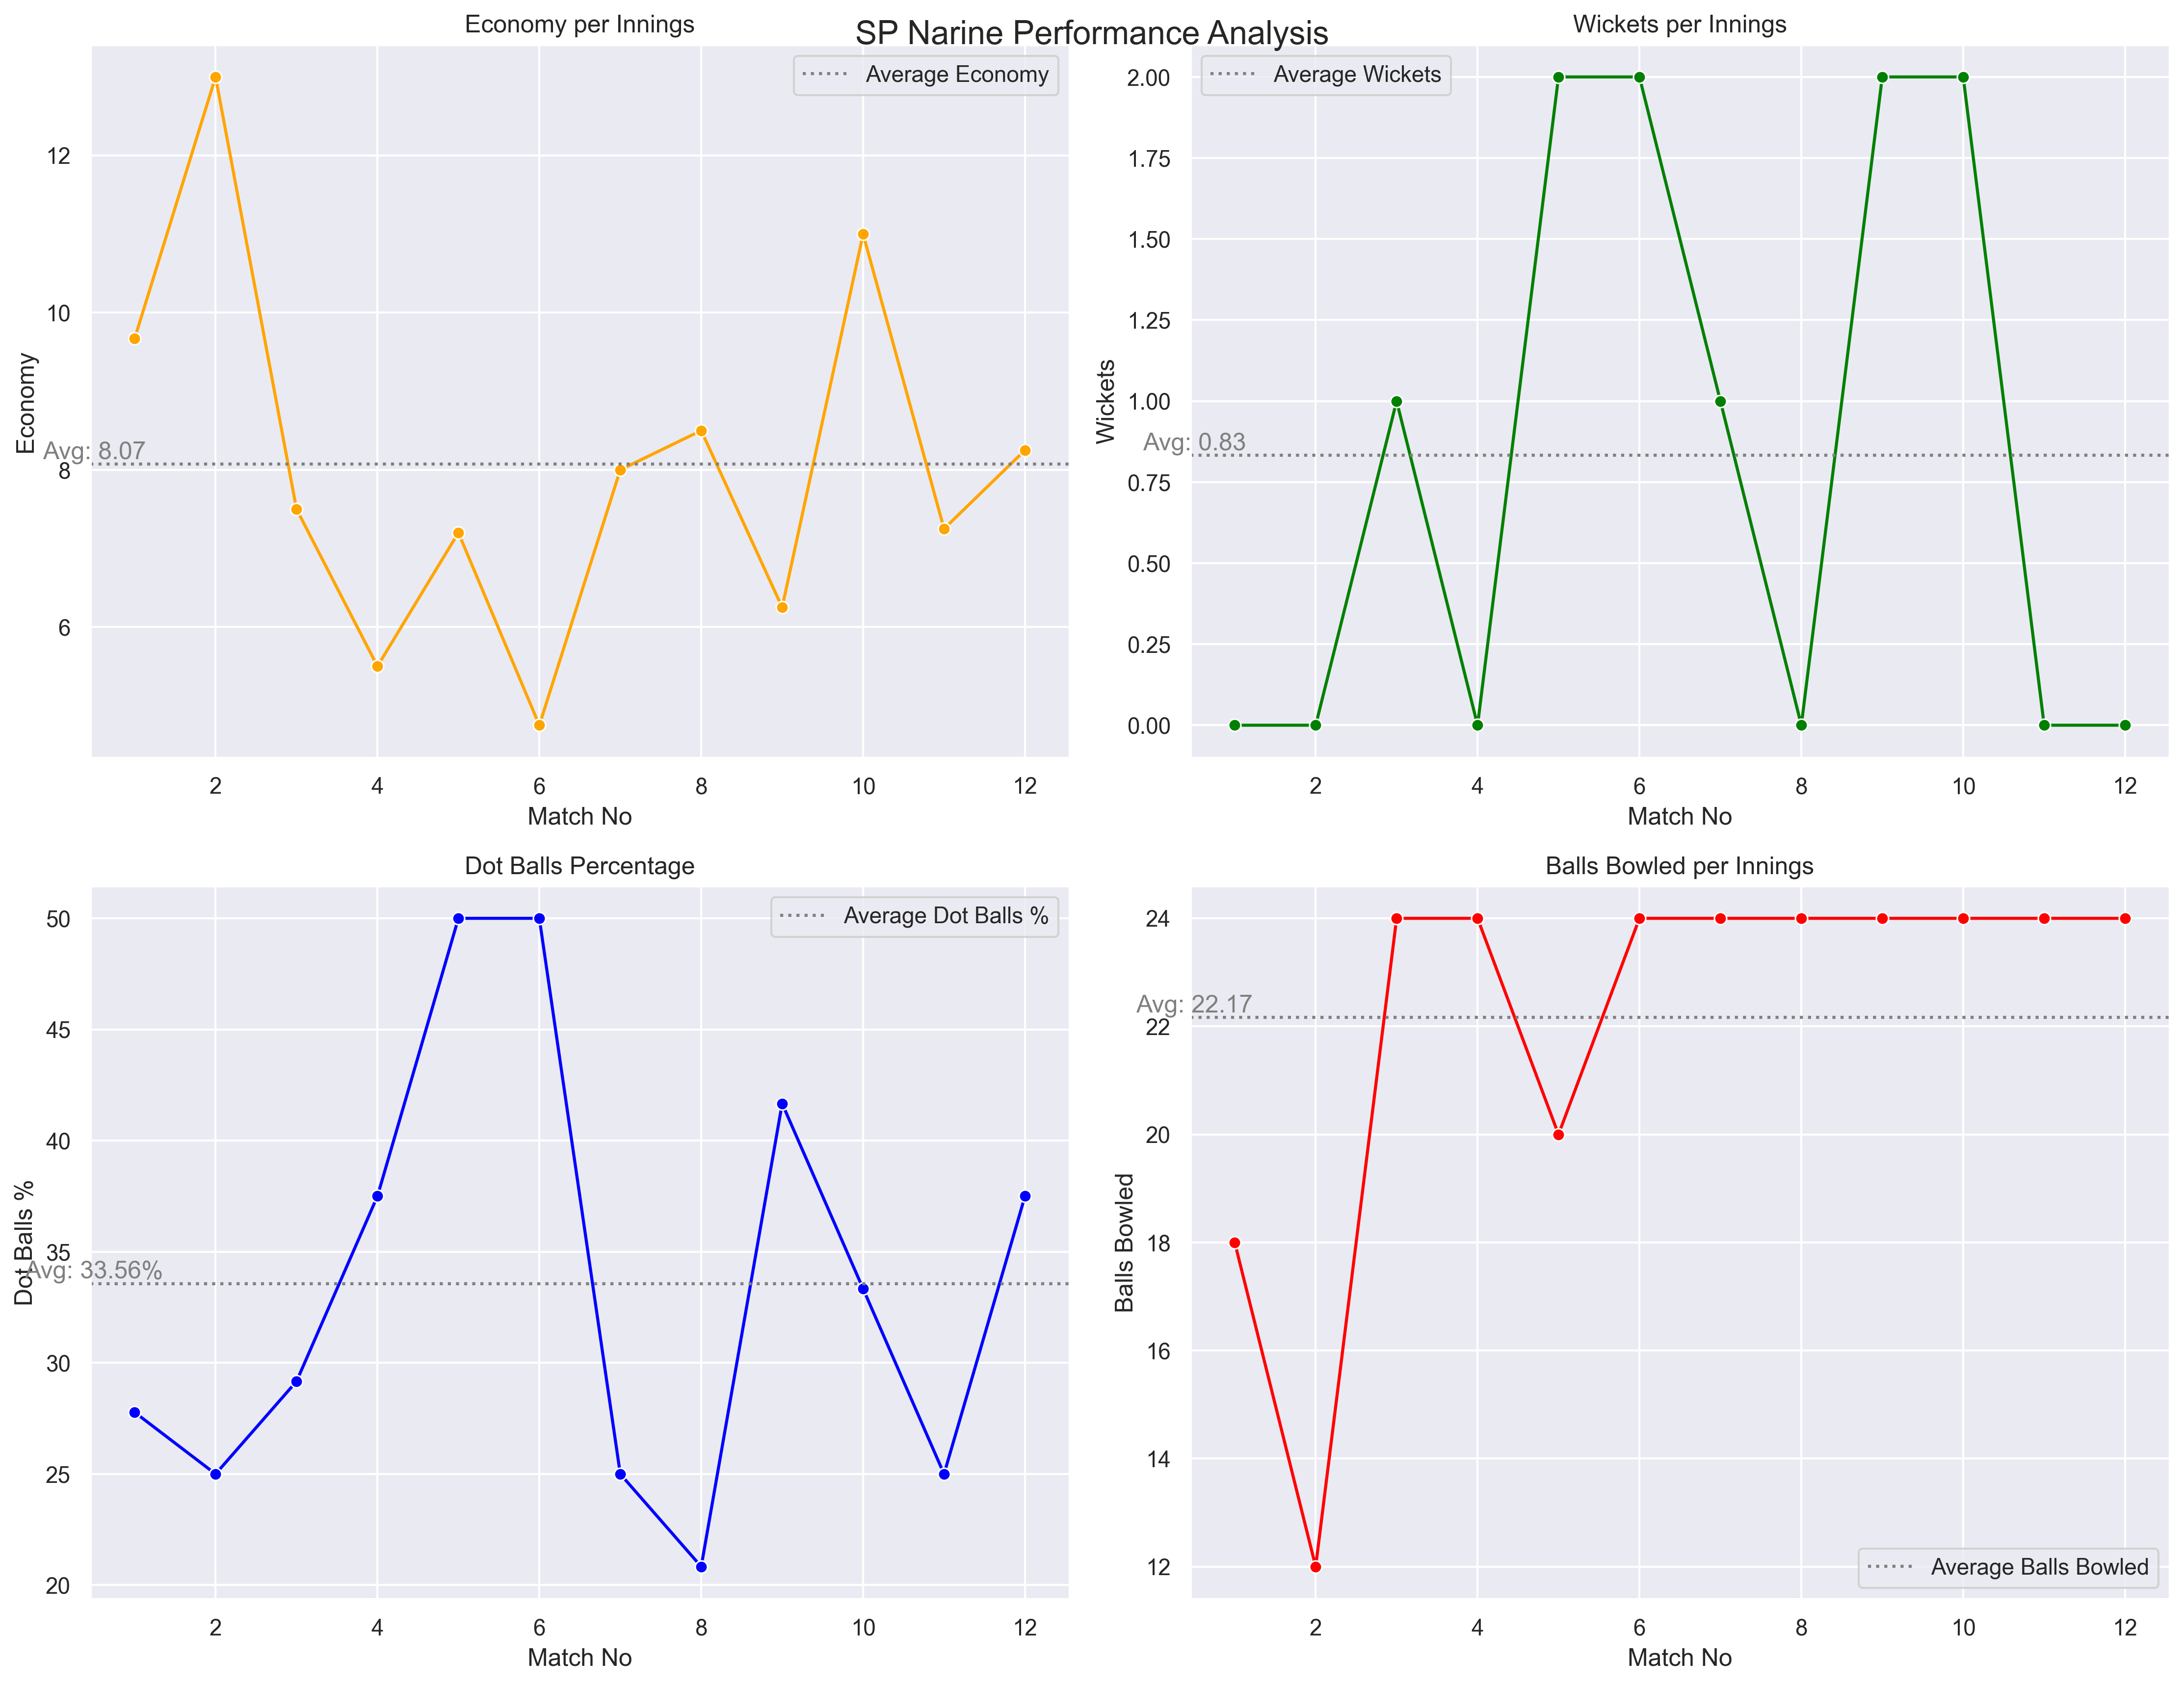 SP Narine Performance Analysis
Economy per Innings
Average Economy
12
10
8
6
Economy
Avg: 8.07
2 4 6 8 10 12
Match No
Wickets per Innings
Average Wickets
2.00
1.75
1.50
1.25
1.00
0.75
0.50
0.25
0.00
Wickets
Avg: 0.83
2 4 6 8 10 12
Match No
Dot Balls Percentage
Average Dot Balls %
50
45
40
35
30
25
20
Dot Balls %
Avg: 33.56%
2 4 6 8 10 12
Match No
Balls Bowled per Innings
24
22
20
18
16
14
12
Balls Bowled
Avg: 22.17
Average Balls Bowled
2 4 6 8 10 12
Match No